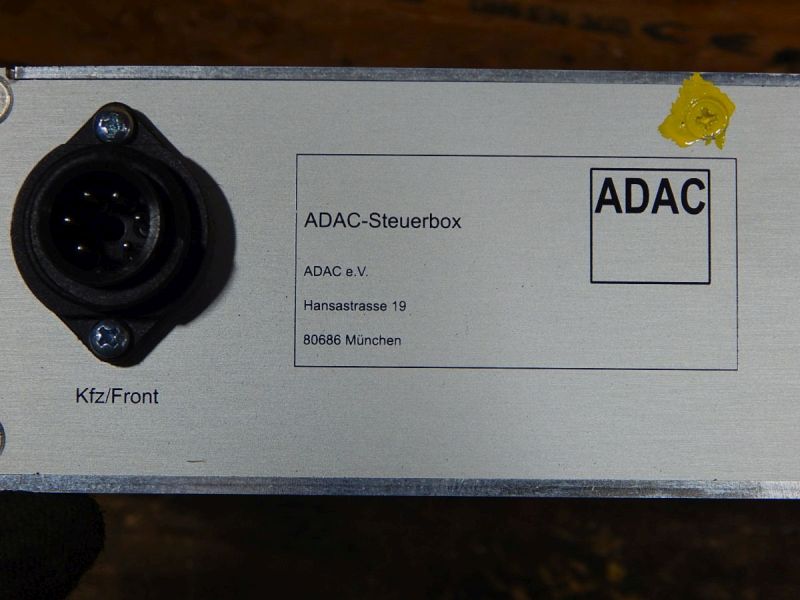 ADAC-Steuerbox
ADAC
ADAC e.V.
Hansastrasse 19
80686 München
Kfz/Front